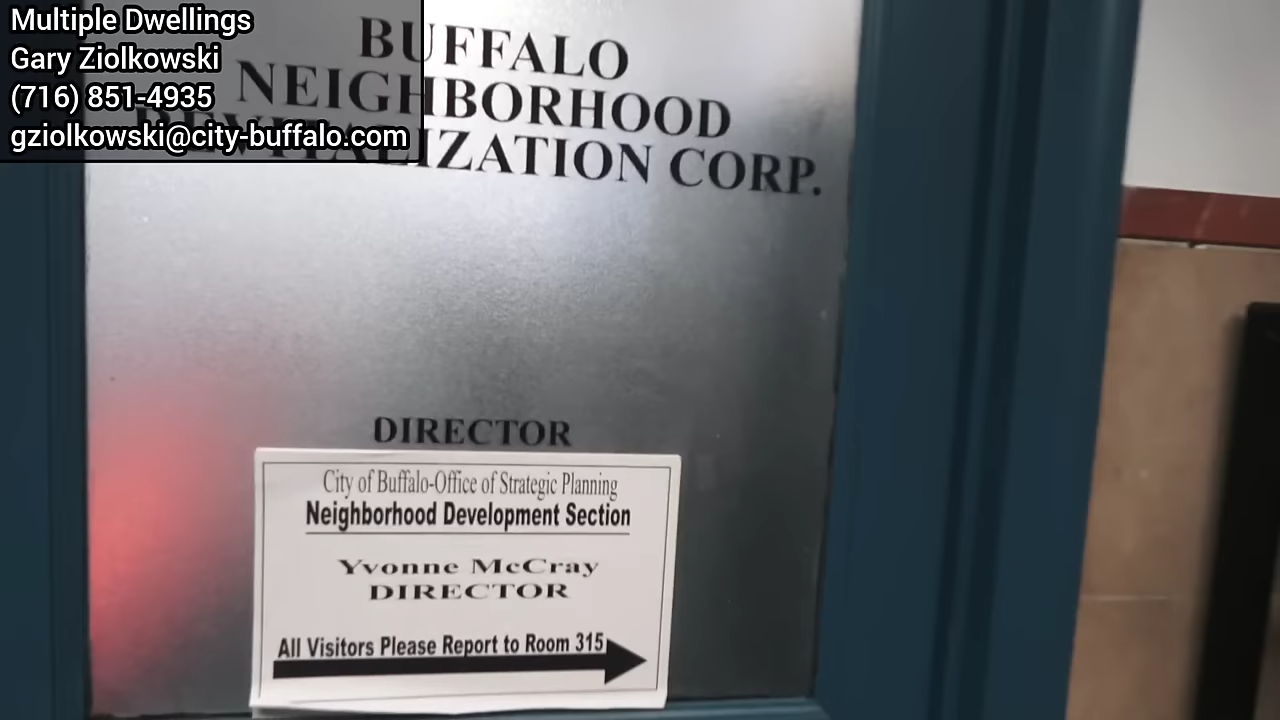 Multiple Dwellings
Gary Ziolkowski
(716) 851-4935
gziolkowski@city-buffalo.com
BUFFALO
NEIGHBORHOOD
REVITALIZATION CORP.
DIRECTOR
City of Buffalo-Office of Strategic Planning
Neighborhood Development Section
Yvonne McCray
DIRECTOR
All Visitors Please Report to Room 315